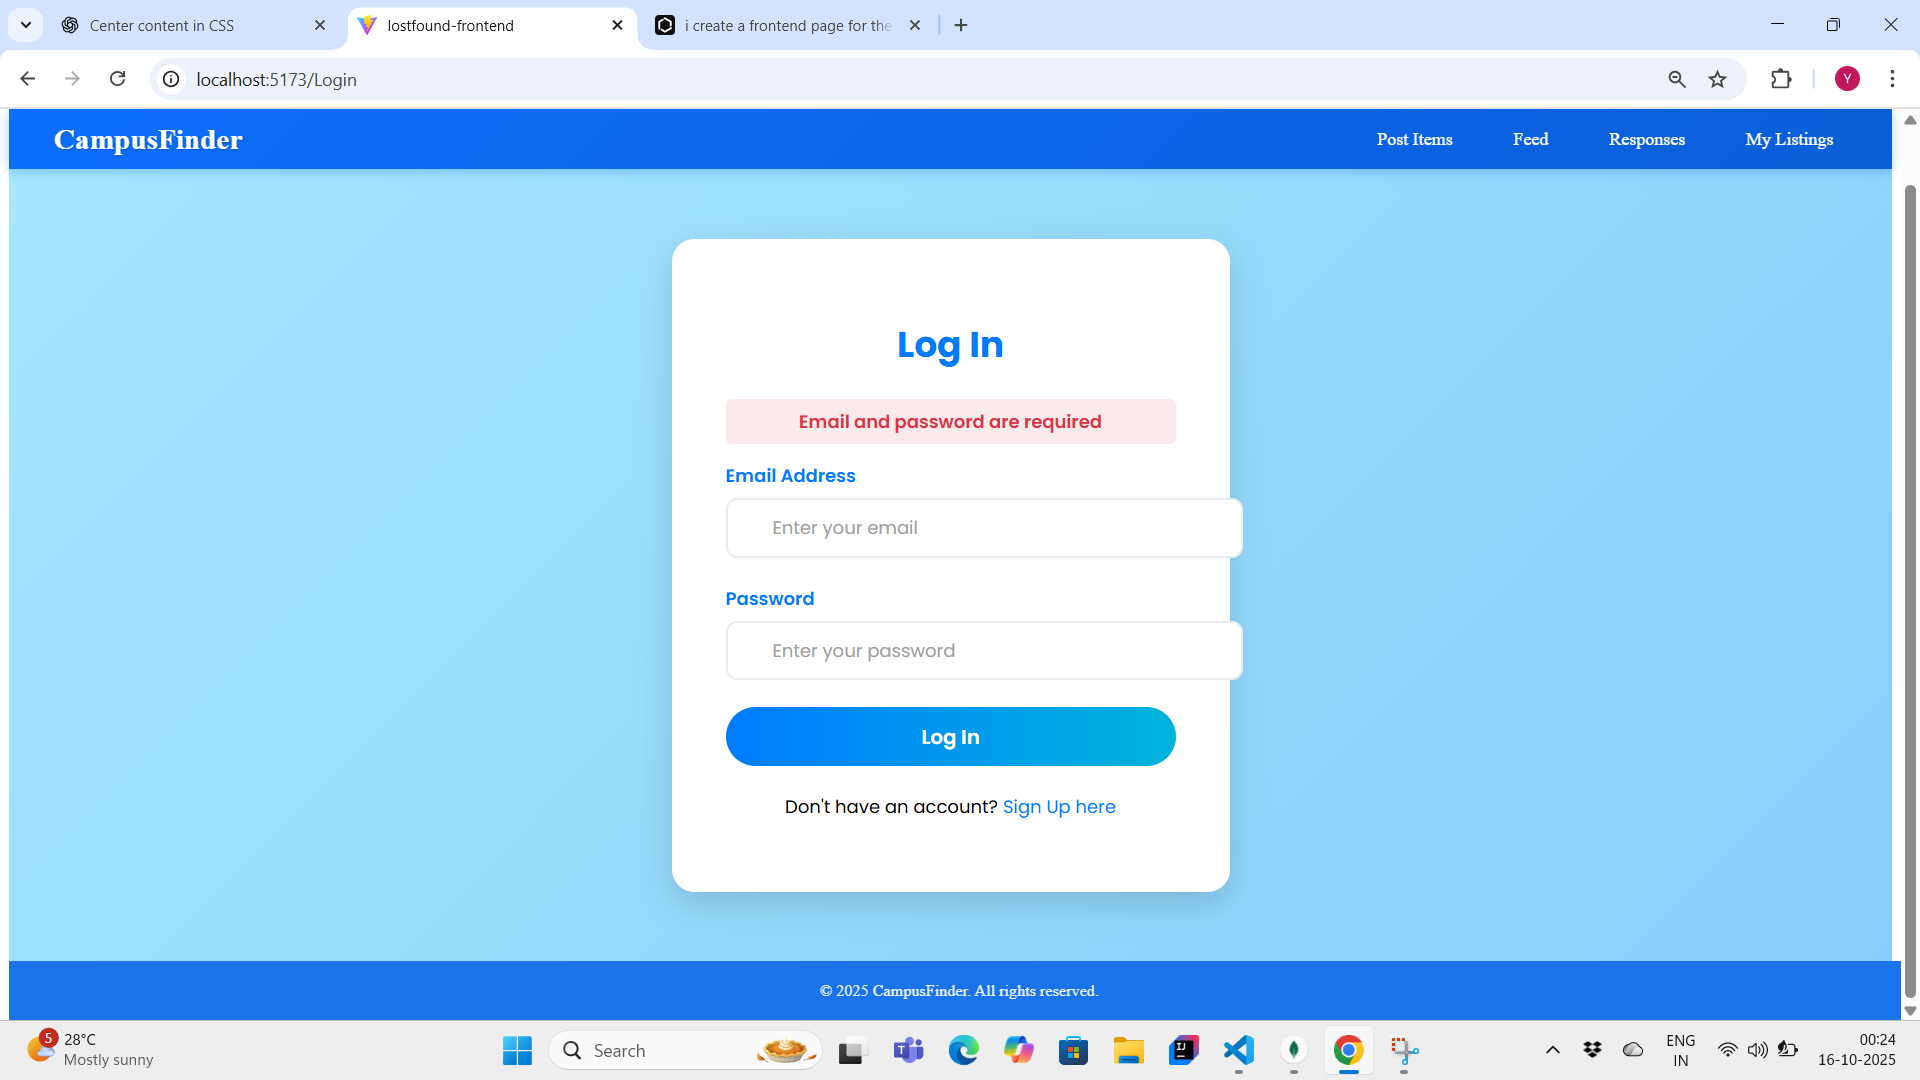 Center content in CSS
lostfound-frontend
i create a frontend page for the
localhost:5173/Login
Y
CampusFinder
Post Items
Feed
Responses
My Listings
Log In
Email and password are required
Email Address
Enter your email
Password
Enter your password
Log In
Don't have an account? Sign Up here
© 2025 CampusFinder. All rights reserved.
5
28°C
Mostly sunny
Search
ENG
IN
00:24
16-10-2025